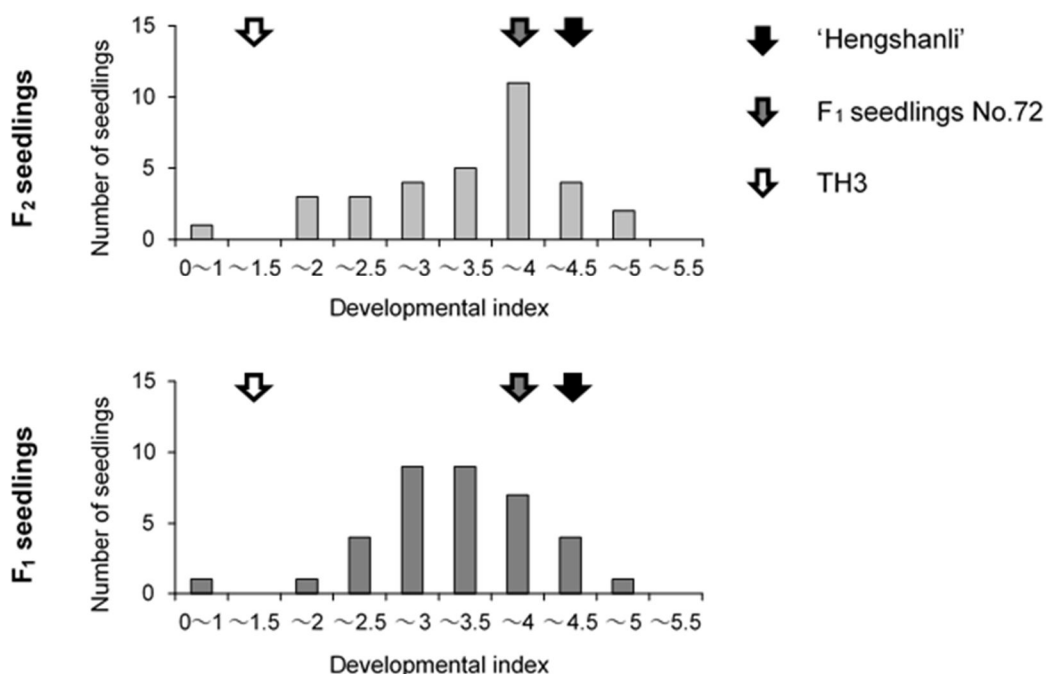 F2 seedlings
Number of seedlings
15
10
5
0
0～1 ～1.5 ～2 ～2.5 ～3 ～3.5 ～4 ～4.5 ～5 ～5.5
Developmental index
'Hengshanli'
F1 seedlings No.72
TH3
F1 seedlings
Number of seedlings
15
10
5
0
0～1 ～1.5 ～2 ～2.5 ～3 ～3.5 ～4 ～4.5 ～5 ～5.5
Developmental index